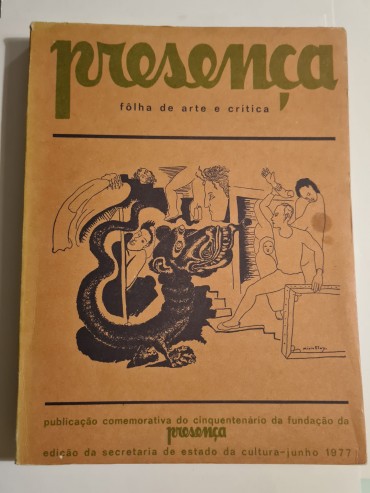 presença
fôlha de arte e crítica
publicação comemorativa do cinquentenário da fundação da
presença
edição da secretaria de estado da cultura-junho 1977